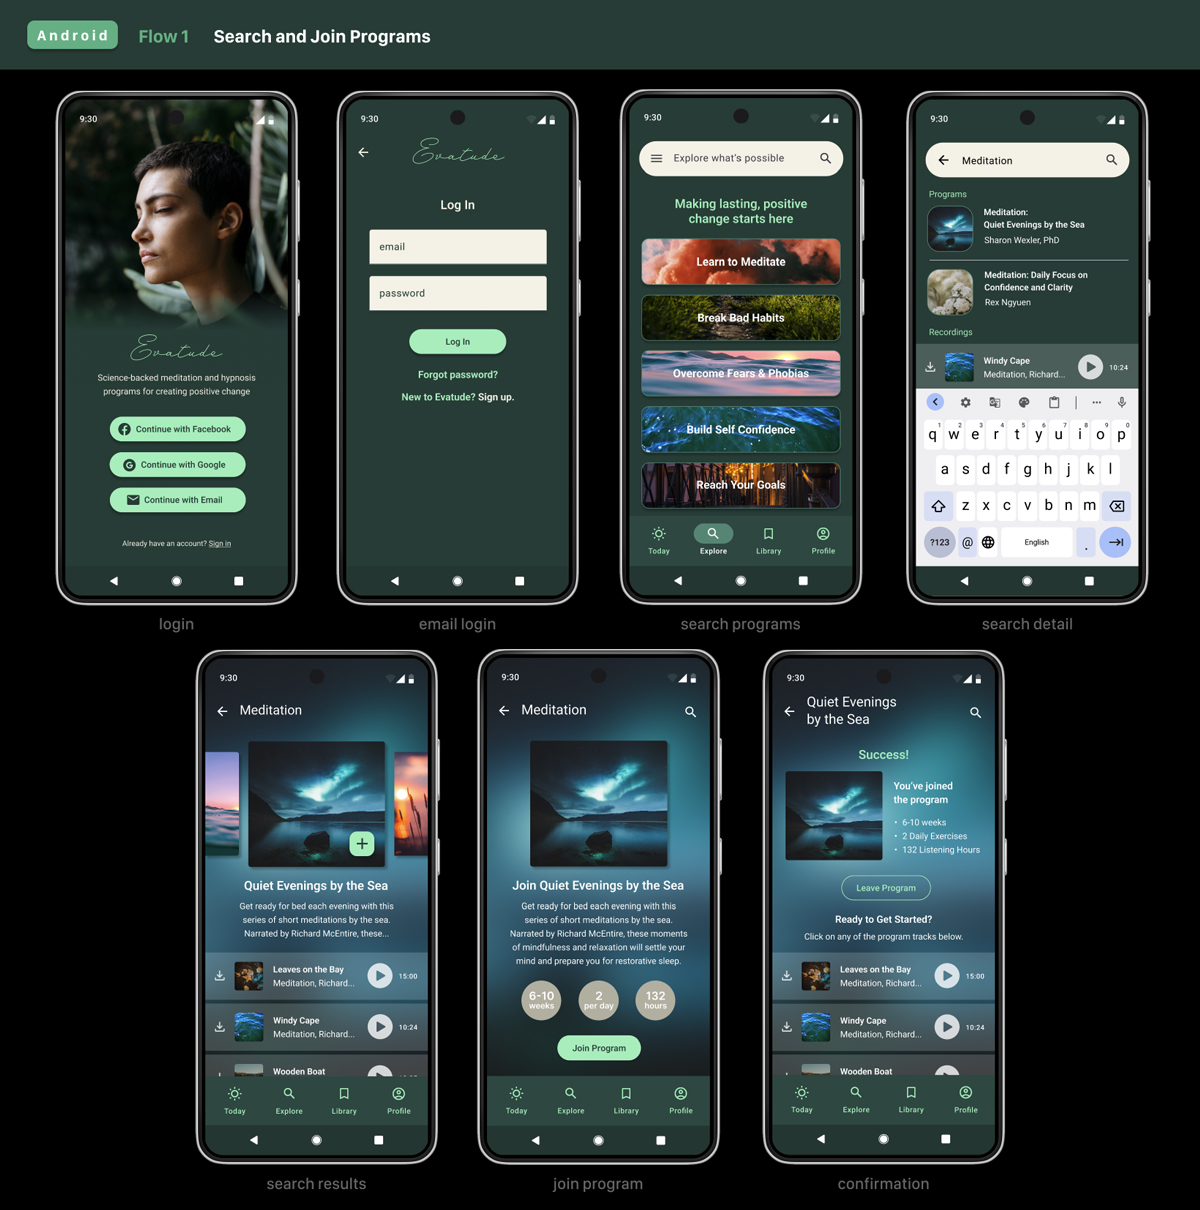 Android Flow 1 Search and Join Programs
9:30
Evatude
Science-backed meditation and hypnosis
programs for creating positive change
Continue with Facebook
Continue with Google
Continue with Email
Already have an account? Sign in
login
9:30
Evatude
Log In
email
password
Log In
Forgot password?
New to Evatude? Sign up.
email login
9:30
Explore what's possible
Making lasting, positive
change starts here
Learn to Meditate
Break Bad Habits
Overcome Fears & Phobias
Build Self Confidence
Reach Your Goals
Today Explore Library Profile
search programs
9:30
Meditation
Programs
Meditation:
Quiet Evenings by the Sea
Sharon Wexler, PhD
Meditation: Daily Focus on
Confidence and Clarity
Rex Ngyuen
Recordings
Windy Cape
Meditation, Richard... 10:24
q1 w2 e3 r4 t5 y6 u7 i8 o9 p0
a s d f g h j k l
z x c v b n m
?123 @ English .
search detail
9:30
Meditation
Quiet Evenings by the Sea
Get ready for bed each evening with this
series of short meditations by the sea.
Narrated by Richard McEntire, these...
Leaves on the Bay
Meditation, Richard... 15:00
Windy Cape
Meditation, Richard... 10:24
Wooden Boat
Today Explore Library Profile
search results
9:30
Meditation
Join Quiet Evenings by the Sea
Get ready for bed each evening with this
series of short meditations by the sea.
Narrated by Richard McEntire, these moments
of mindfulness and relaxation will settle your
mind and prepare you for restorative sleep.
6-10 2 132
weeks per day hours
Join Program
Today Explore Library Profile
join program
9:30
Quiet Evenings
by the Sea
Success!
You've joined
the program
• 6-10 weeks
• 2 Daily Exercises
• 132 Listening Hours
Leave Program
Ready to Get Started?
Click on any of the program tracks below.
Leaves on the Bay
Meditation, Richard... 15:00
Windy Cape
Meditation, Richard... 10:24
Wooden Boat
Today Explore Library Profile
confirmation